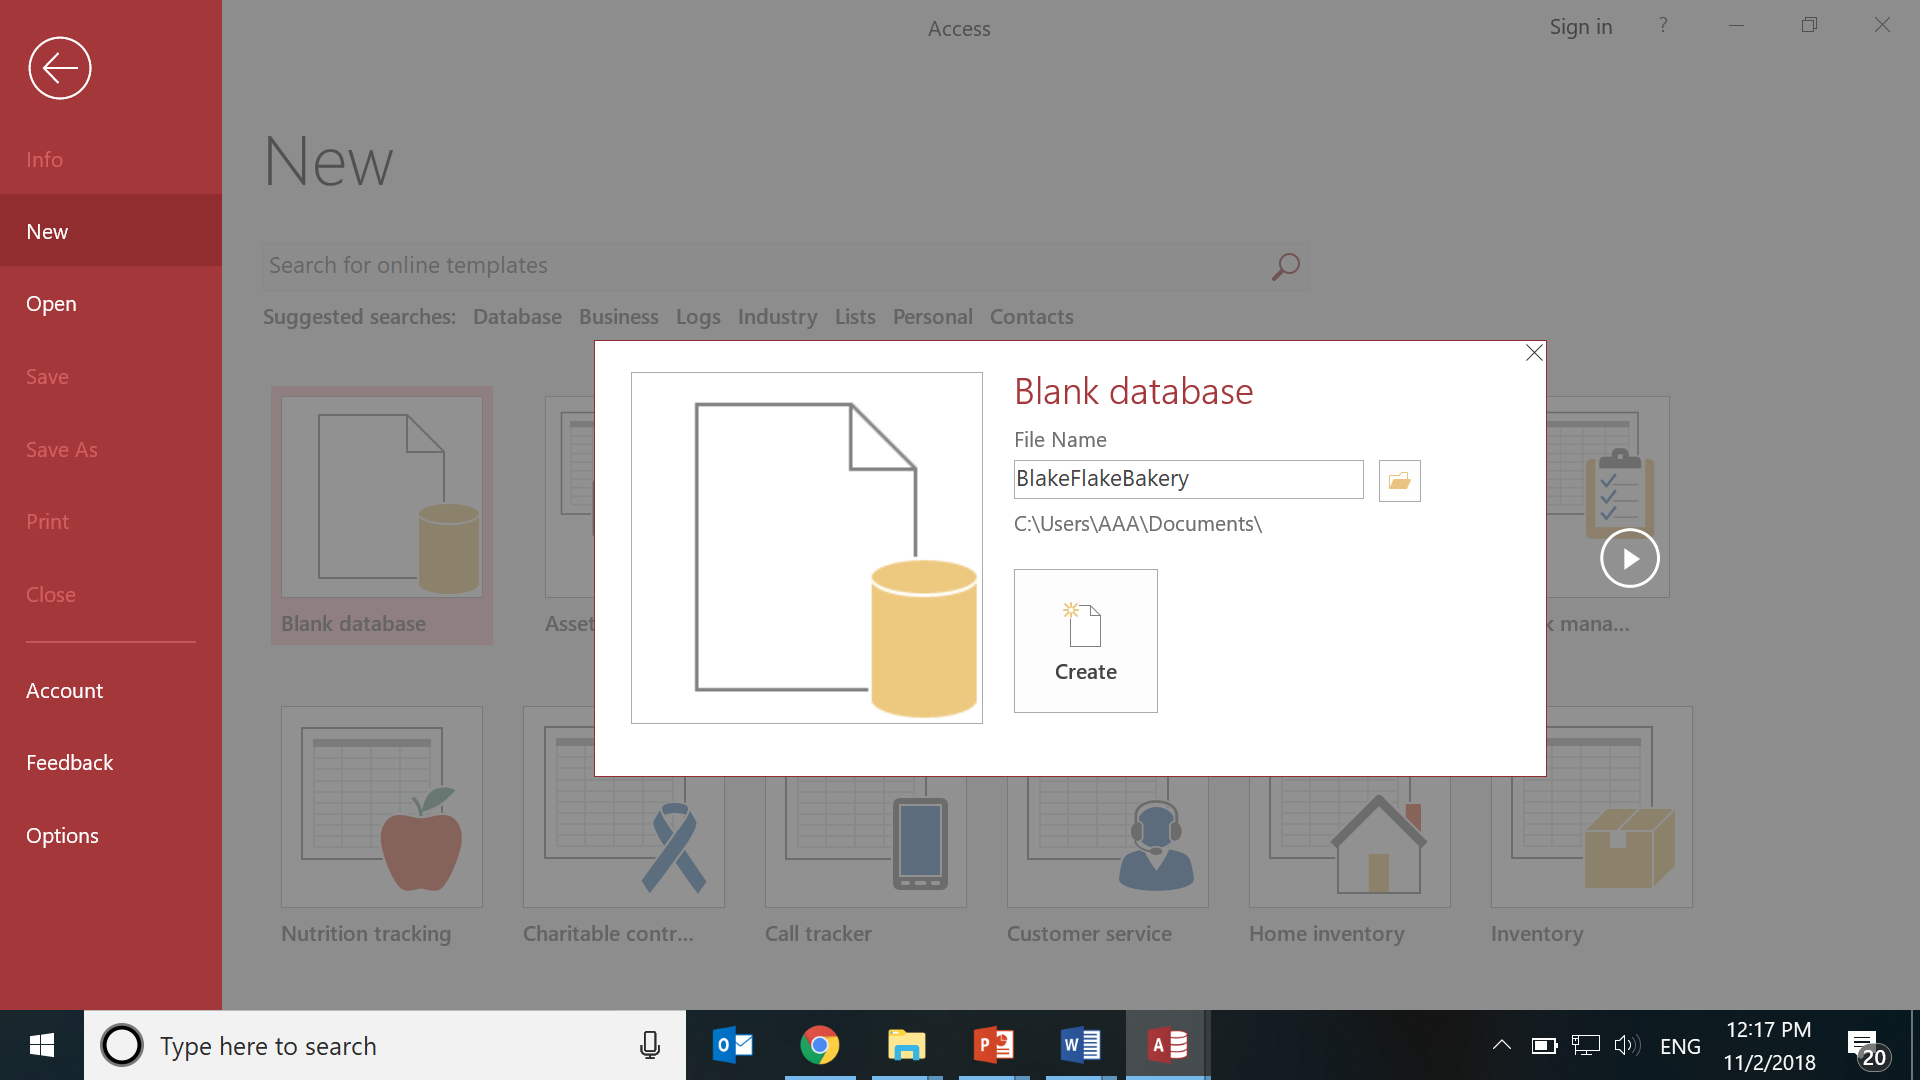 Access
Sign in
?
Info
New
Open
Save
Save As
Print
Close
Account
Feedback
Options
New
Search for online templates
Suggested searches: Database Business Logs Industry Lists Personal Contacts
Blank database
Asset
k mana...
Blank database
File Name
BlakeFlakeBakery
C:\Users\AAA\Documents\
Create
Nutrition tracking
Charitable contr...
Call tracker
Customer service
Home inventory
Inventory
Type here to search
O
P
W
A
ENG
12:17 PM
11/2/2018
20